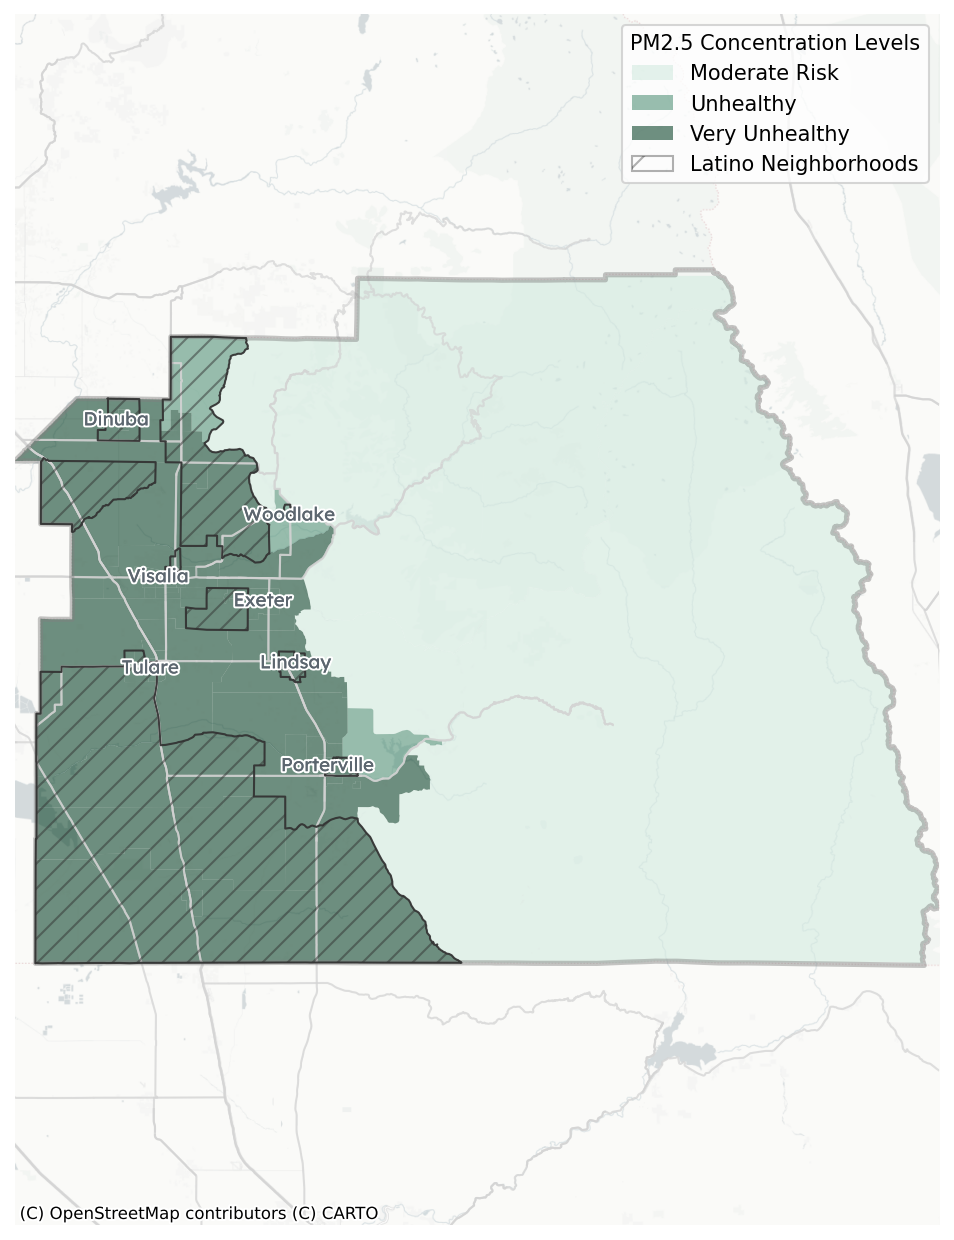 PM2.5 Concentration Levels
Moderate Risk
Unhealthy
Very Unhealthy
Latino Neighborhoods
Dinuba
Woodlake
Visalia
Exeter
Tulare
Lindsay
Porterville
(C) OpenStreetMap contributors (C) CARTO